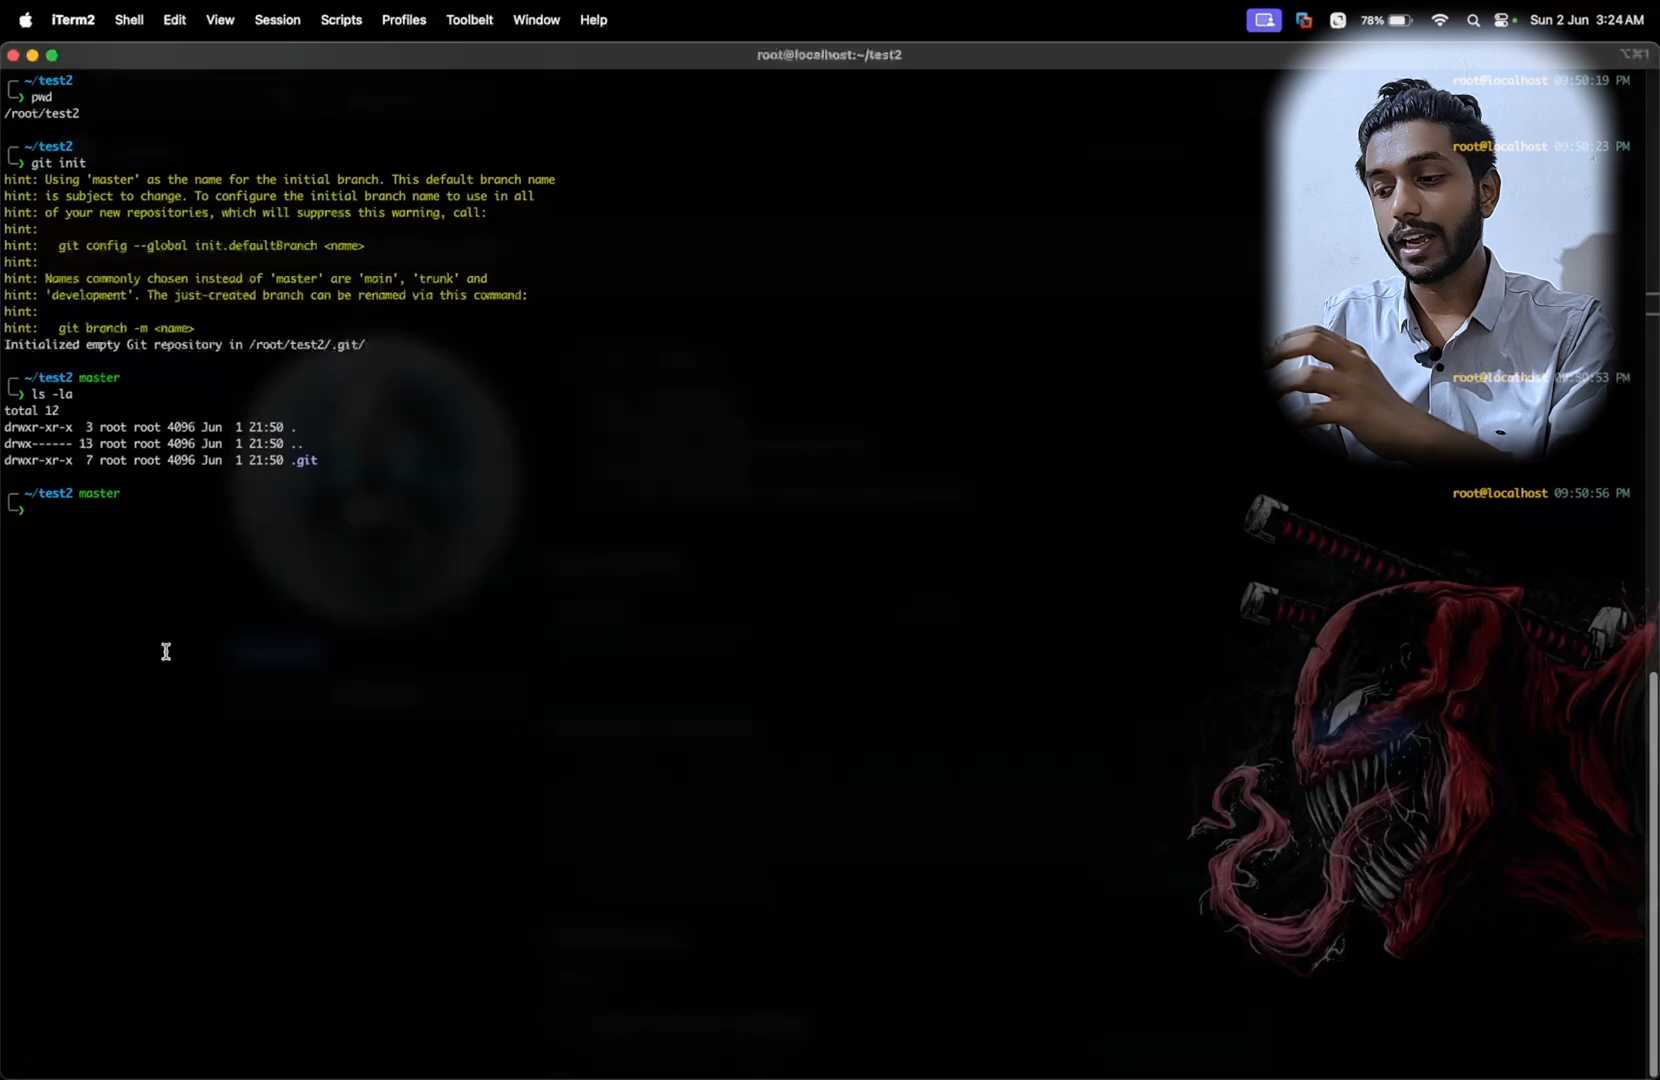 iTerm2 Shell Edit View Session Scripts Profiles Toolbelt Window Help 78% Sun 2 Jun 3:24 AM
root@localhost:~/test2 ⌥⌘1
~/test2 root@localhost 09:50:19 PM
❯ pwd
/root/test2
~/test2 root@localhost 09:50:23 PM
❯ git init
hint: Using 'master' as the name for the initial branch. This default branch name
hint: is subject to change. To configure the initial branch name to use in all
hint: of your new repositories, which will suppress this warning, call:
hint:
hint: git config --global init.defaultBranch <name>
hint:
hint: Names commonly chosen instead of 'master' are 'main', 'trunk' and
hint: 'development'. The just-created branch can be renamed via this command:
hint:
hint: git branch -m <name>
Initialized empty Git repository in /root/test2/.git/
~/test2 master root@localhost 09:50:53 PM
❯ ls -la
total 12
drwxr-xr-x 3 root root 4096 Jun 1 21:50 .
drwx------ 13 root root 4096 Jun 1 21:50 ..
drwxr-xr-x 7 root root 4096 Jun 1 21:50 .git
~/test2 master root@localhost 09:50:56 PM
❯